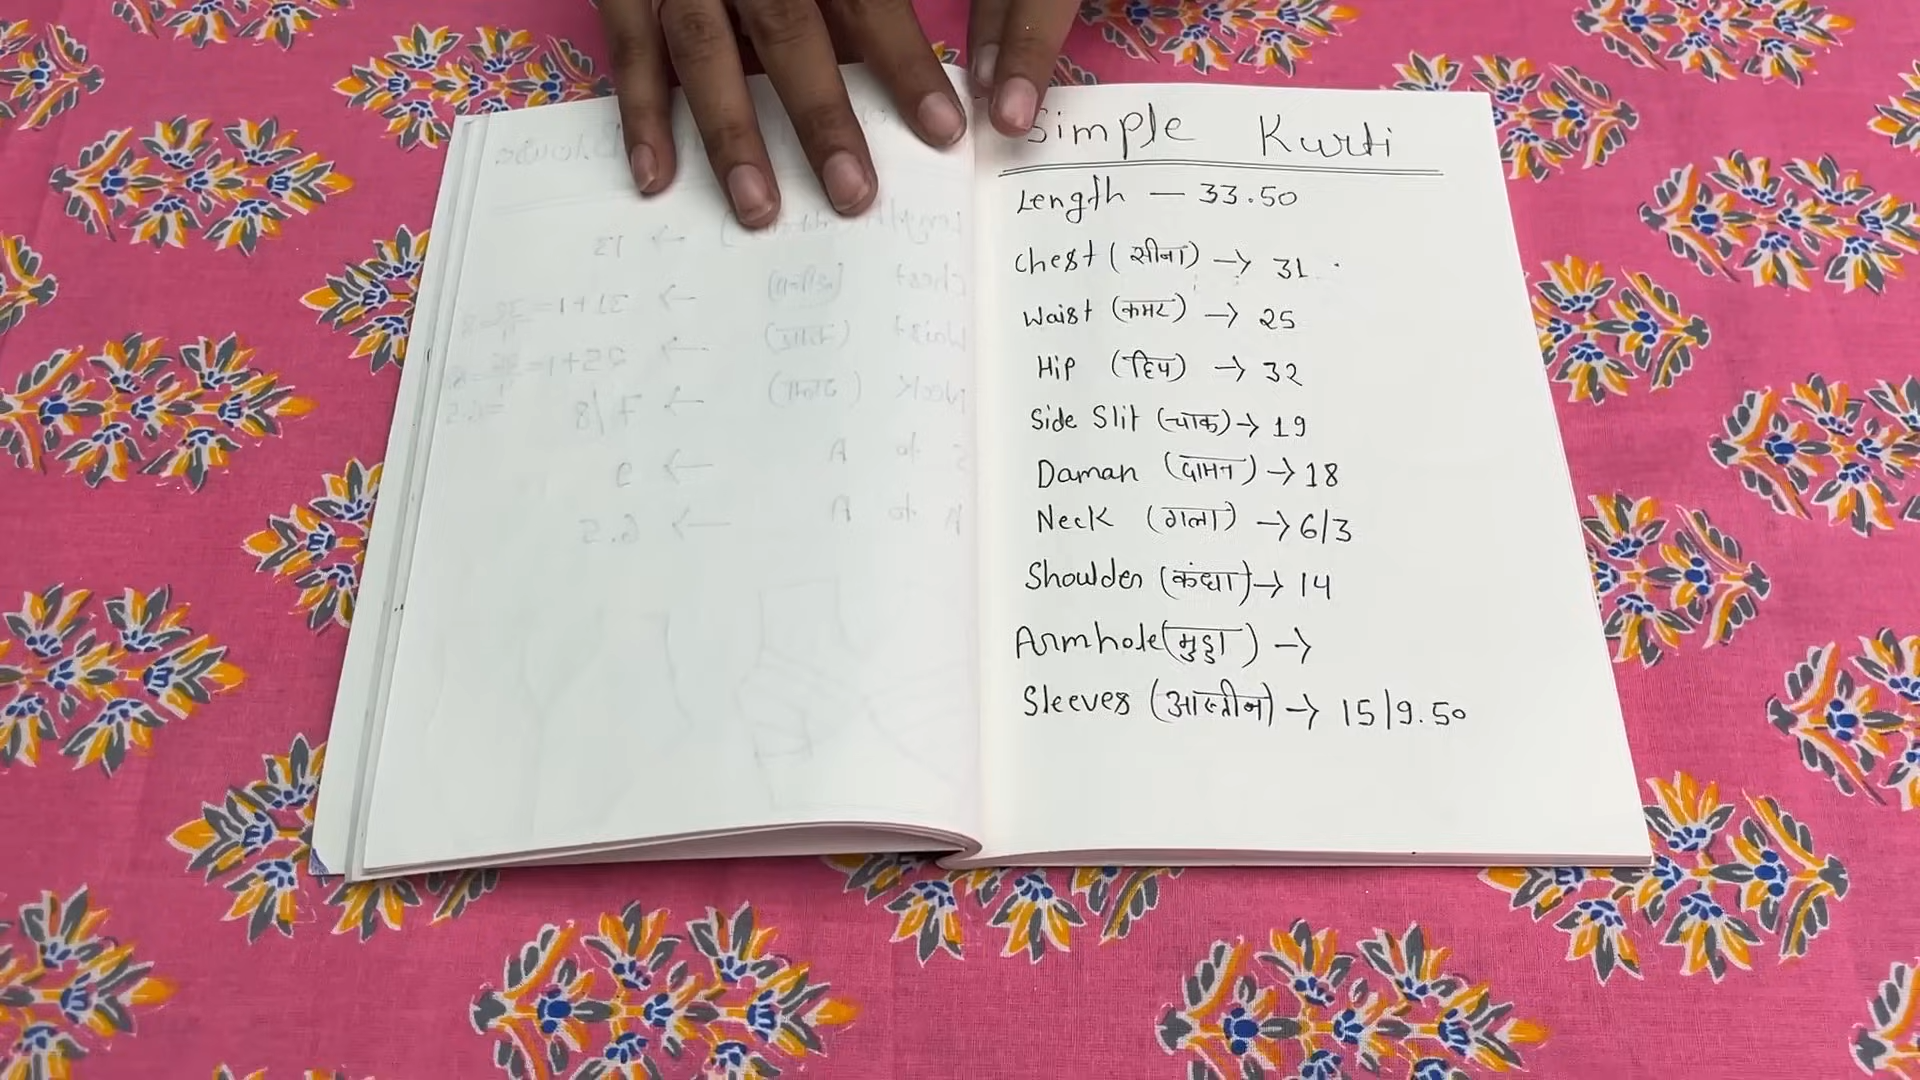 Simple Kurti
Length — 33.50
Chest (सीना) → 31
Waist (कमर) → 25
Hip (हिप) → 32
Side Slit (चाक) → 19
Daman (दामन) → 18
Neck (गला) → 6/3
Shoulder (कंधा) → 14
Armhole (मुड्डा) →
Sleeves (आस्तीन) → 15/9.50